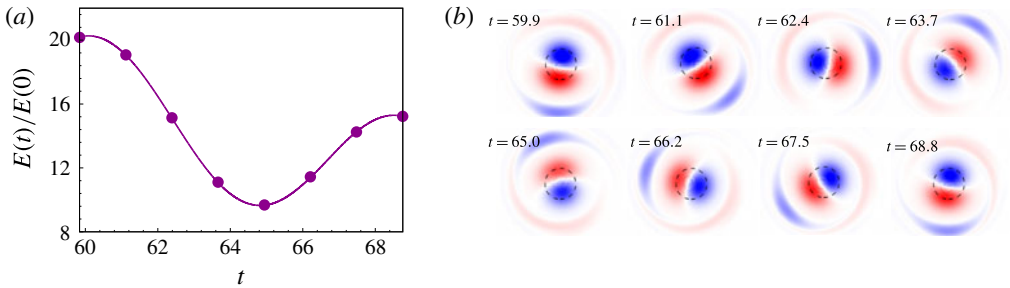 (a)
20
16
12
8
E(t)/E(0)
60
62
64
66
68
t
(b)
t = 59.9
t = 61.1
t = 62.4
t = 63.7
t = 65.0
t = 66.2
t = 67.5
t = 68.8